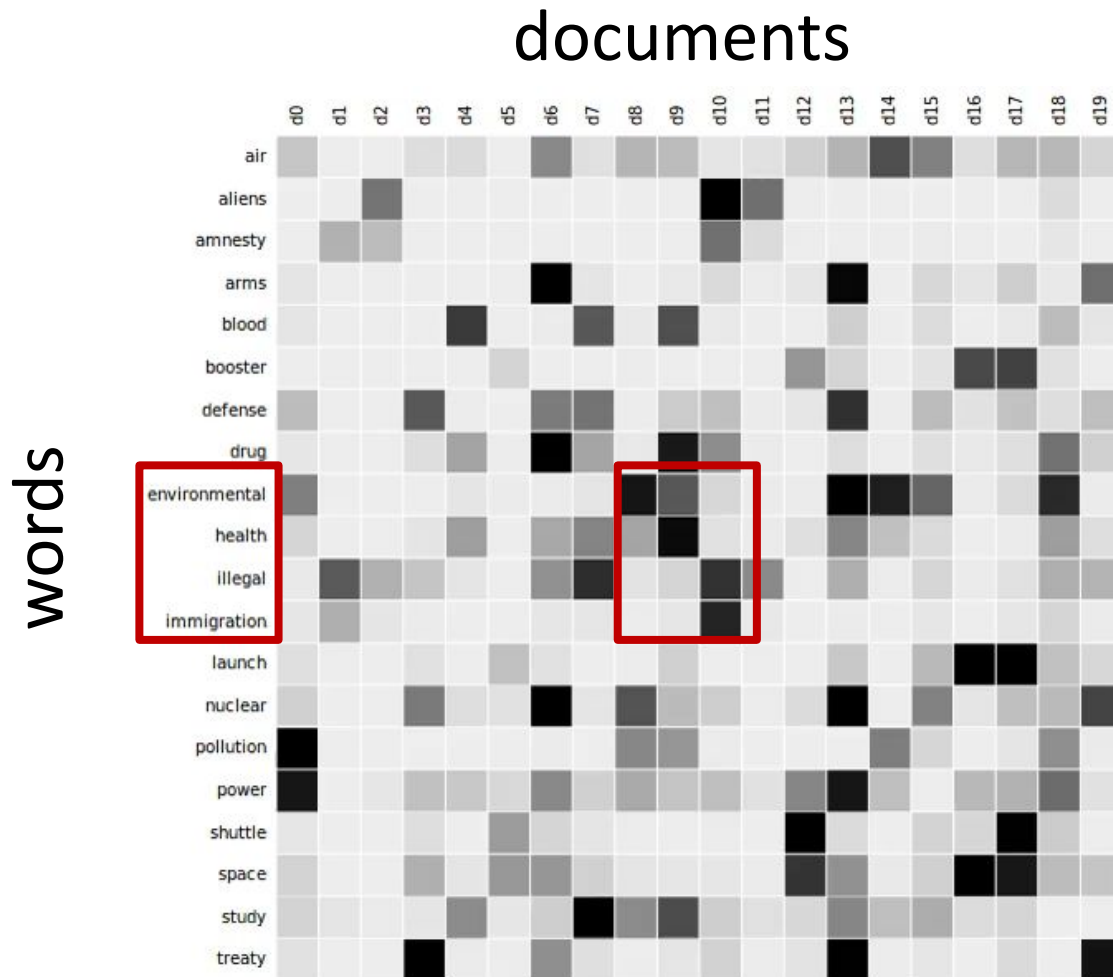 documents
d0 d1 d2 d3 d4 d5 d6 d7 d8 d9 d10 d11 d12 d13 d14 d15 d16 d17 d18 d19
words
air
aliens
amnesty
arms
blood
booster
defense
drug
environmental
health
illegal
immigration
launch
nuclear
pollution
power
shuttle
space
study
treaty